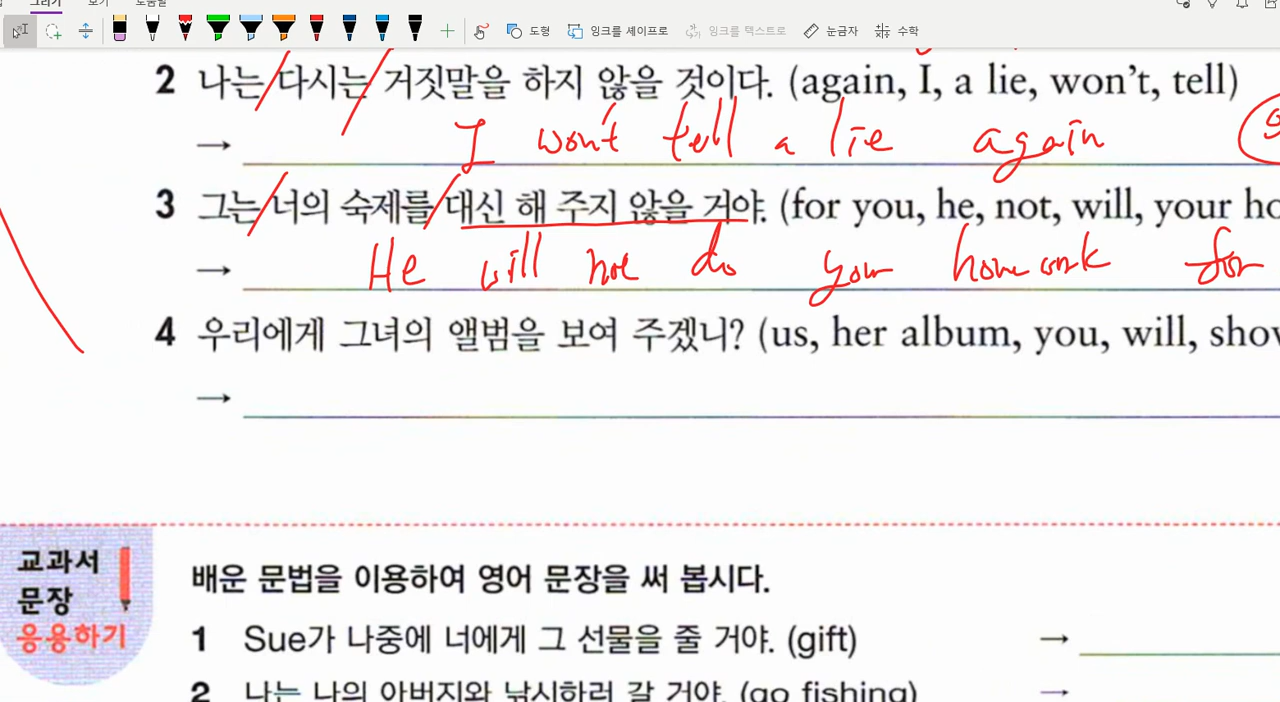 그리기 보기 도움말
도형 잉크를 셰이프로 잉크를 텍스트로 눈금자 수학
2 나는 다시는 거짓말을 하지 않을 것이다. (again, I, a lie, won't, tell)
→ I won't tell a lie again
3 그는 너의 숙제를 대신 해 주지 않을 거야. (for you, he, not, will, your ho
→ He will not do your homework for
4 우리에게 그녀의 앨범을 보여 주겠니? (us, her album, you, will, show
→
교과서
문장
응용하기
배운 문법을 이용하여 영어 문장을 써 봅시다.
1 Sue가 나중에 너에게 그 선물을 줄 거야. (gift) →
2 나는 나의 아버지와 낚시하러 갈 거야. (go fishing) →